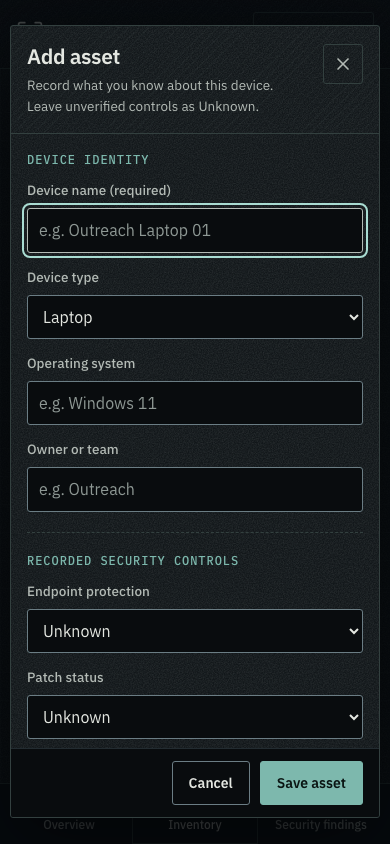 Add asset
Record what you know about this device.
Leave unverified controls as Unknown.
DEVICE IDENTITY
Device name (required)
e.g. Outreach Laptop 01
Device type
Laptop
Operating system
e.g. Windows 11
Owner or team
e.g. Outreach
RECORDED SECURITY CONTROLS
Endpoint protection
Unknown
Patch status
Unknown
Cancel
Save asset
Overview
Inventory
Security findings